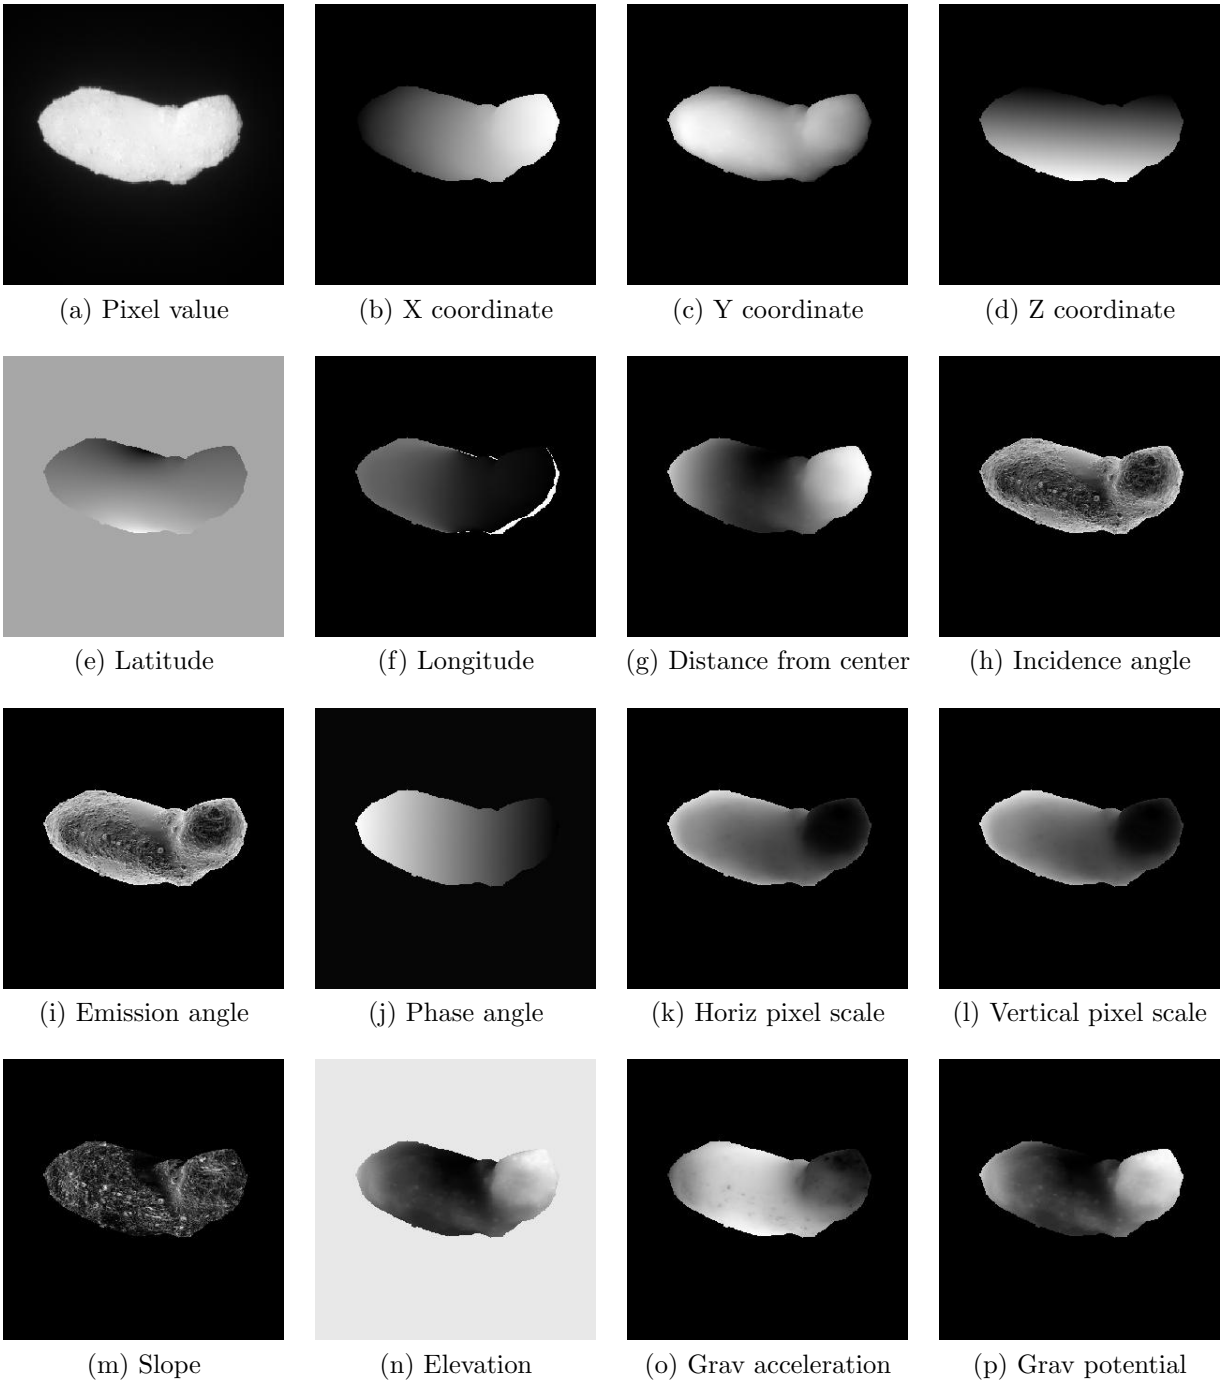 (a) Pixel value
(b) X coordinate
(c) Y coordinate
(d) Z coordinate
(e) Latitude
(f) Longitude
(g) Distance from center
(h) Incidence angle
(i) Emission angle
(j) Phase angle
(k) Horiz pixel scale
(l) Vertical pixel scale
(m) Slope
(n) Elevation
(o) Grav acceleration
(p) Grav potential